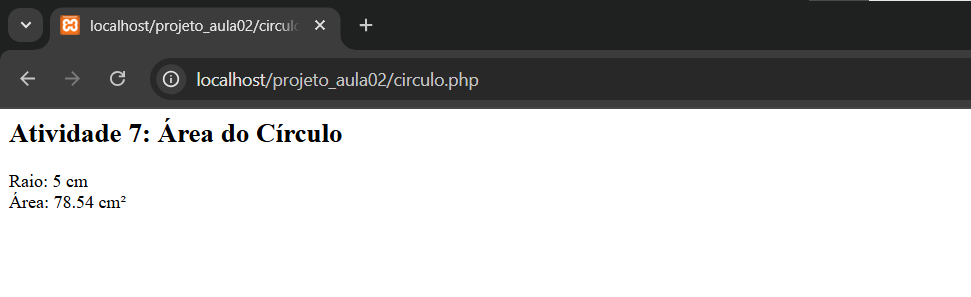 localhost/projeto_aula02/circulo
localhost/projeto_aula02/circulo.php
Atividade 7: Área do Círculo
Raio: 5 cm
Área: 78.54 cm²